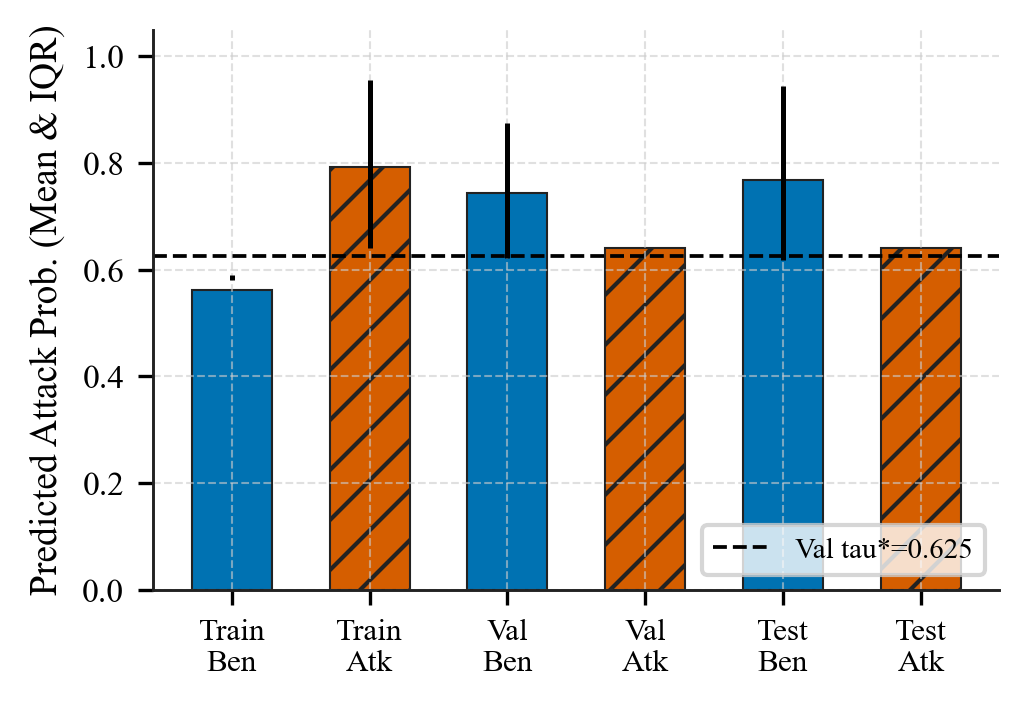 Predicted Attack Prob. (Mean & IQR)
1.0
0.8
0.6
0.4
0.2
0.0
Val tau*=0.625
Train
Ben
Train
Atk
Val
Ben
Val
Atk
Test
Ben
Test
Atk